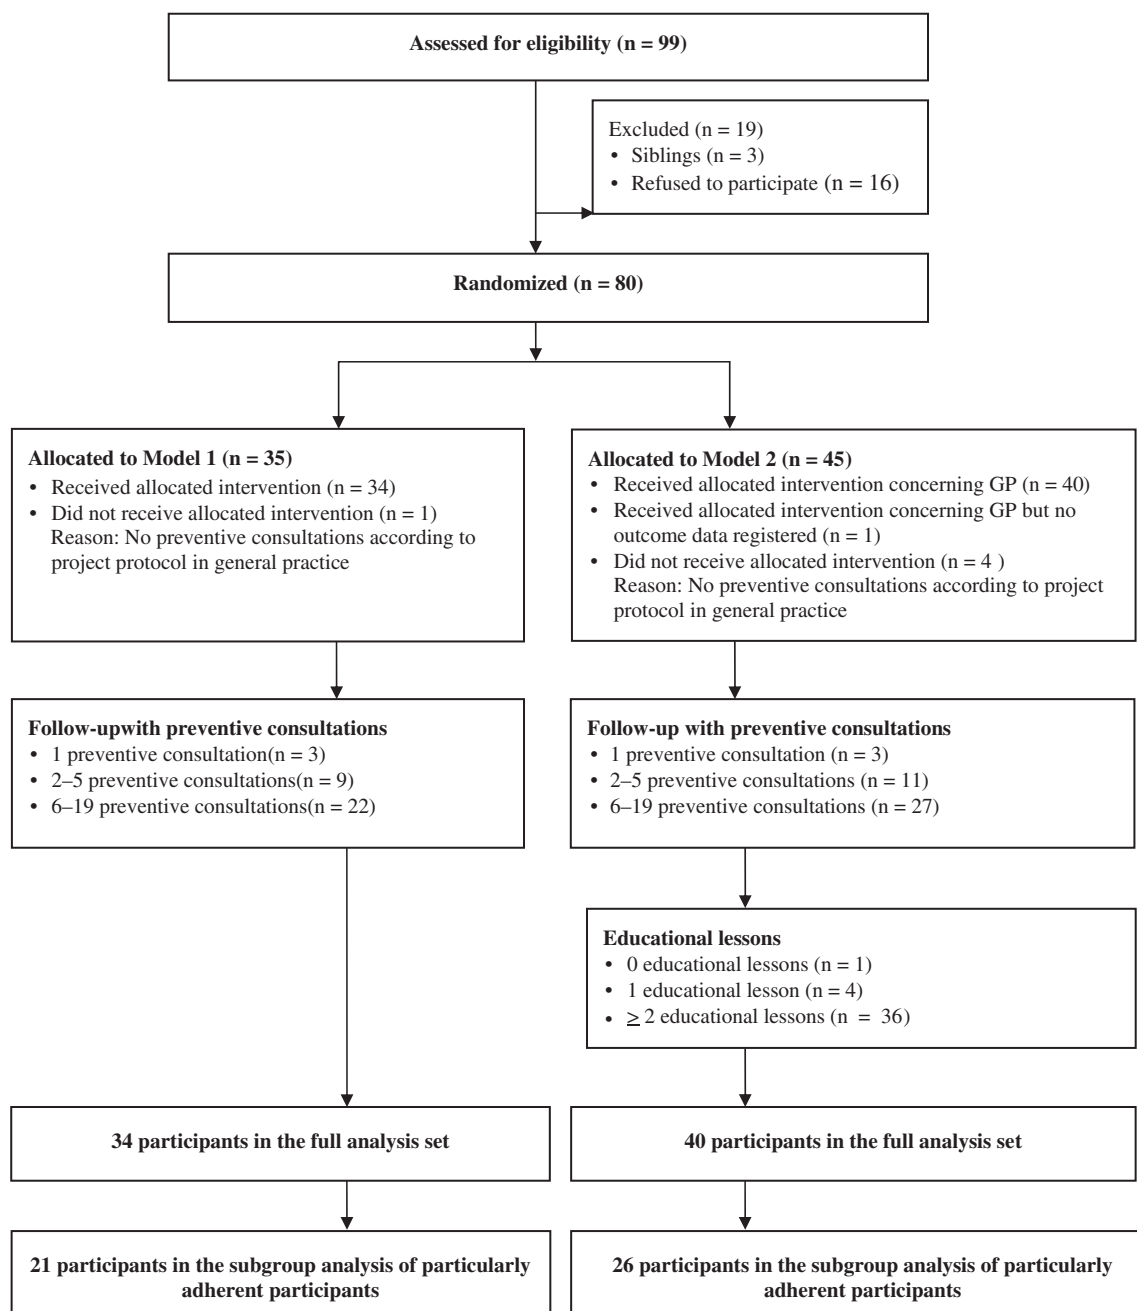 Assessed for eligibility (n = 99)
Excluded (n = 19)
• Siblings (n = 3)
• Refused to participate (n = 16)
Randomized (n = 80)
Allocated to Model 1 (n = 35)
• Received allocated intervention (n = 34)
• Did not receive allocated intervention (n = 1)
Reason: No preventive consultations according to
project protocol in general practice
Allocated to Model 2 (n = 45)
• Received allocated intervention concerning GP (n = 40)
• Received allocated intervention concerning GP but no
outcome data registered (n = 1)
• Did not receive allocated intervention (n = 4 )
Reason: No preventive consultations according to project
protocol in general practice
Follow-upwith preventive consultations
• 1 preventive consultation(n = 3)
• 2–5 preventive consultations(n = 9)
• 6–19 preventive consultations(n = 22)
Follow-up with preventive consultations
• 1 preventive consultation (n = 3)
• 2–5 preventive consultations (n = 11)
• 6–19 preventive consultations (n = 27)
Educational lessons
• 0 educational lessons (n = 1)
• 1 educational lesson (n = 4)
• ≥ 2 educational lessons (n = 36)
34 participants in the full analysis set
40 participants in the full analysis set
21 participants in the subgroup analysis of particularly
adherent participants
26 participants in the subgroup analysis of particularly
adherent participants